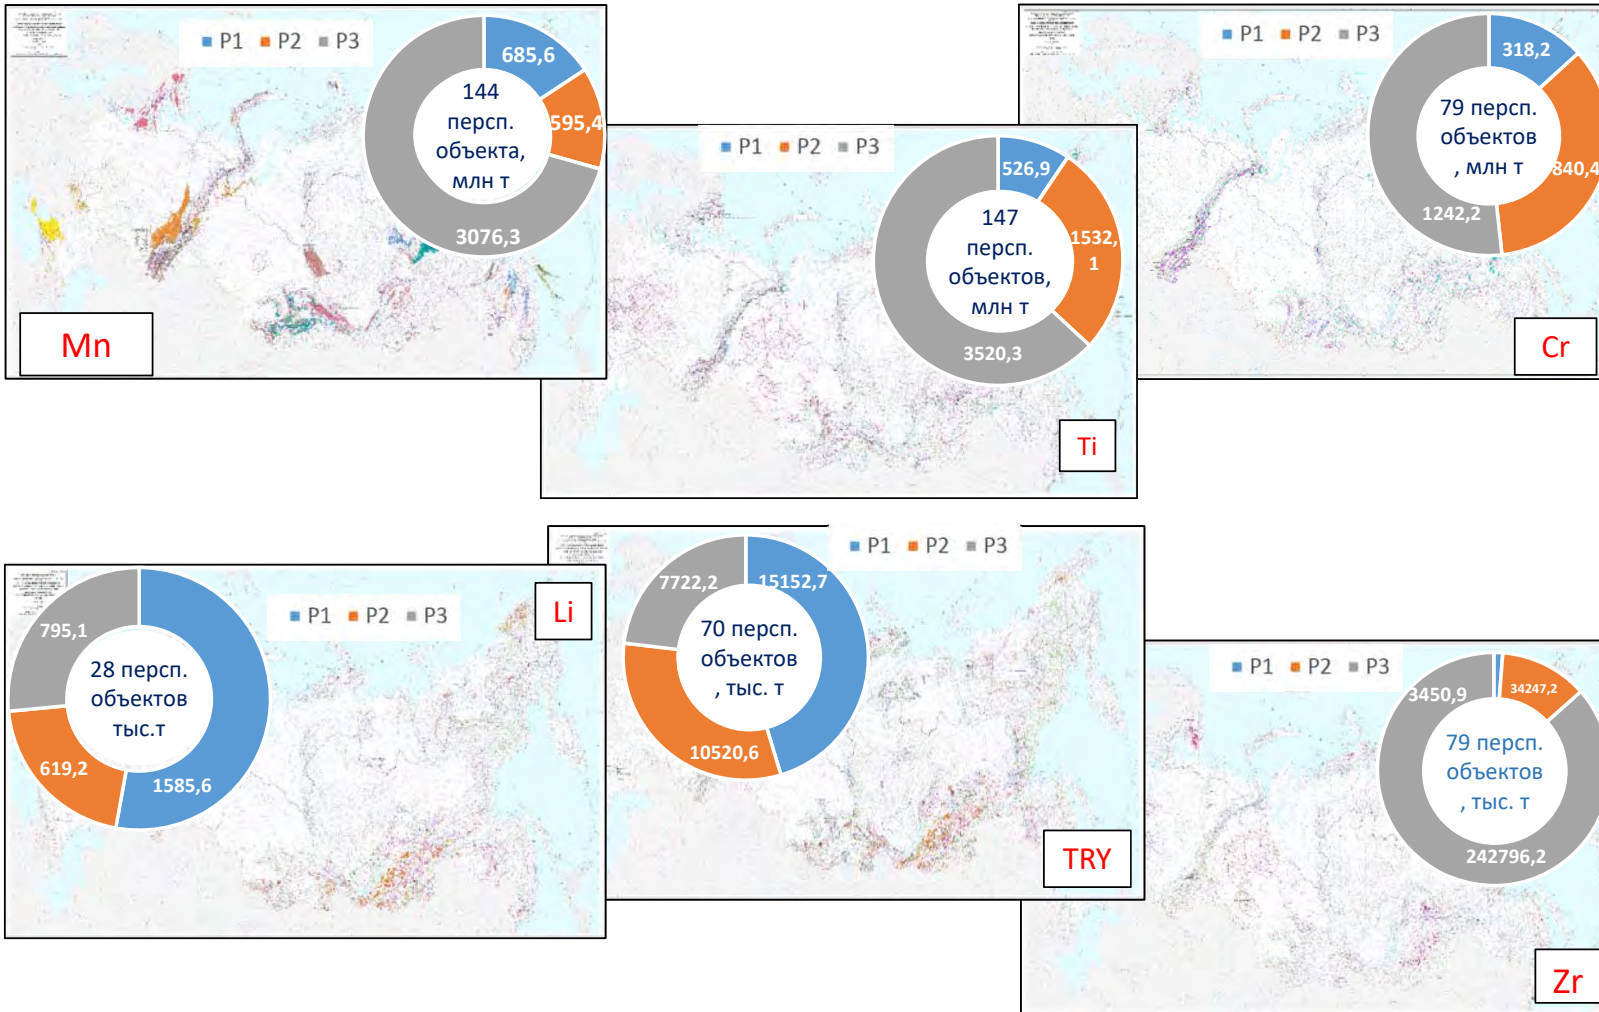 P1 P2 P3
685,6
595,4
3076,3
144
персп.
объекта,
млн т
Mn
P1 P2 P3
526,9
1532,
1
3520,3
147
персп.
объектов,
млн т
Ti
P1 P2 P3
318,2
840,4
1242,2
79 персп.
объектов
, млн т
Cr
P1 P2 P3
795,1
619,2
1585,6
28 персп.
объектов
тыс.т
Li
P1 P2 P3
7722,2
15152,7
10520,6
70 персп.
объектов
, тыс. т
TRY
P1 P2 P3
3450,9
34247,2
242796,2
79 персп.
объектов
, тыс. т
Zr